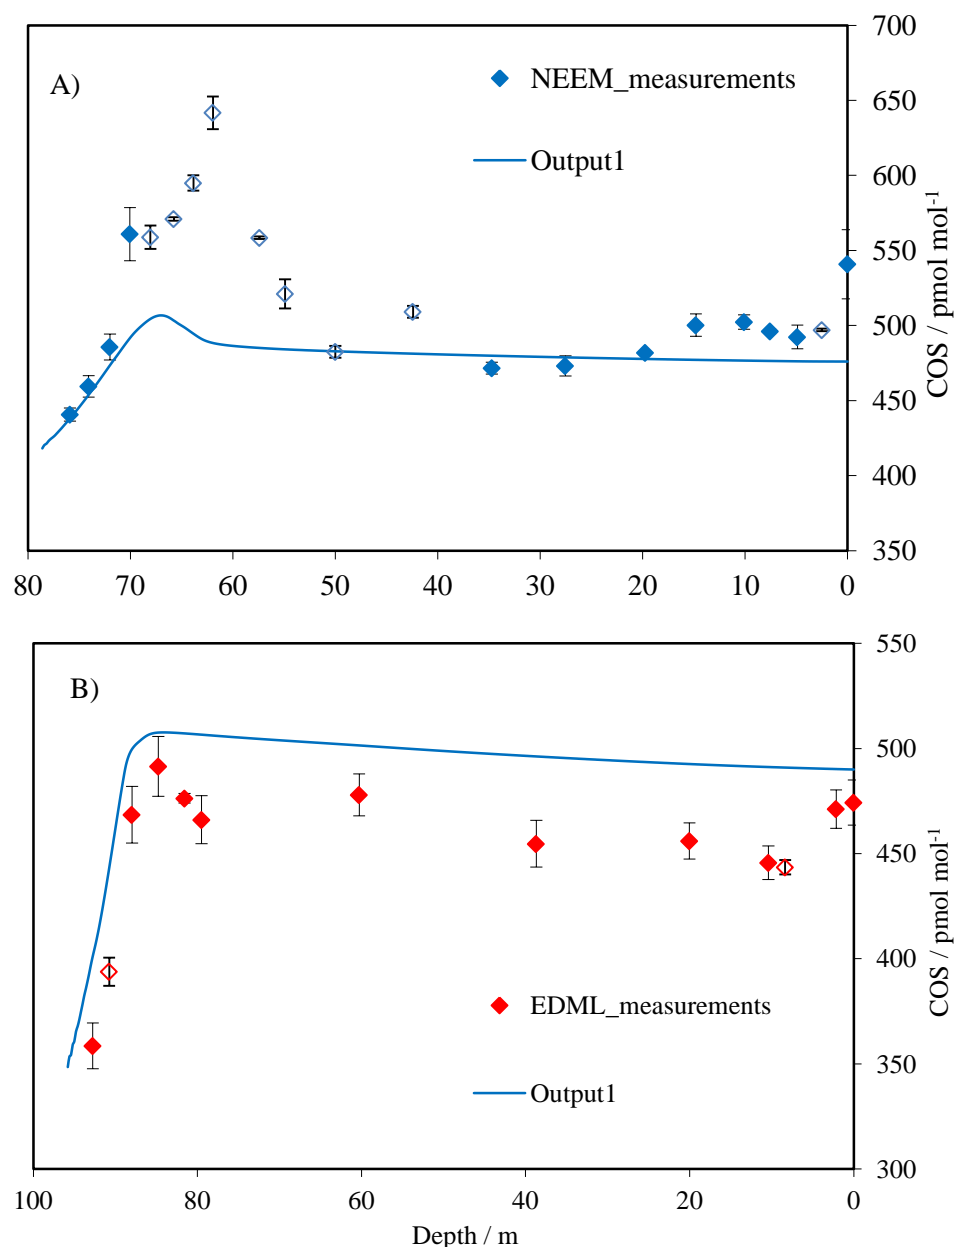 A)
NEEM_measurements
Output1
700
650
600
550
500
450
400
350
COS / pmol mol⁻¹
80 70 60 50 40 30 20 10 0
B)
EDML_measurements
Output1
550
500
450
400
350
300
COS / pmol mol⁻¹
100 80 60 40 20 0
Depth / m